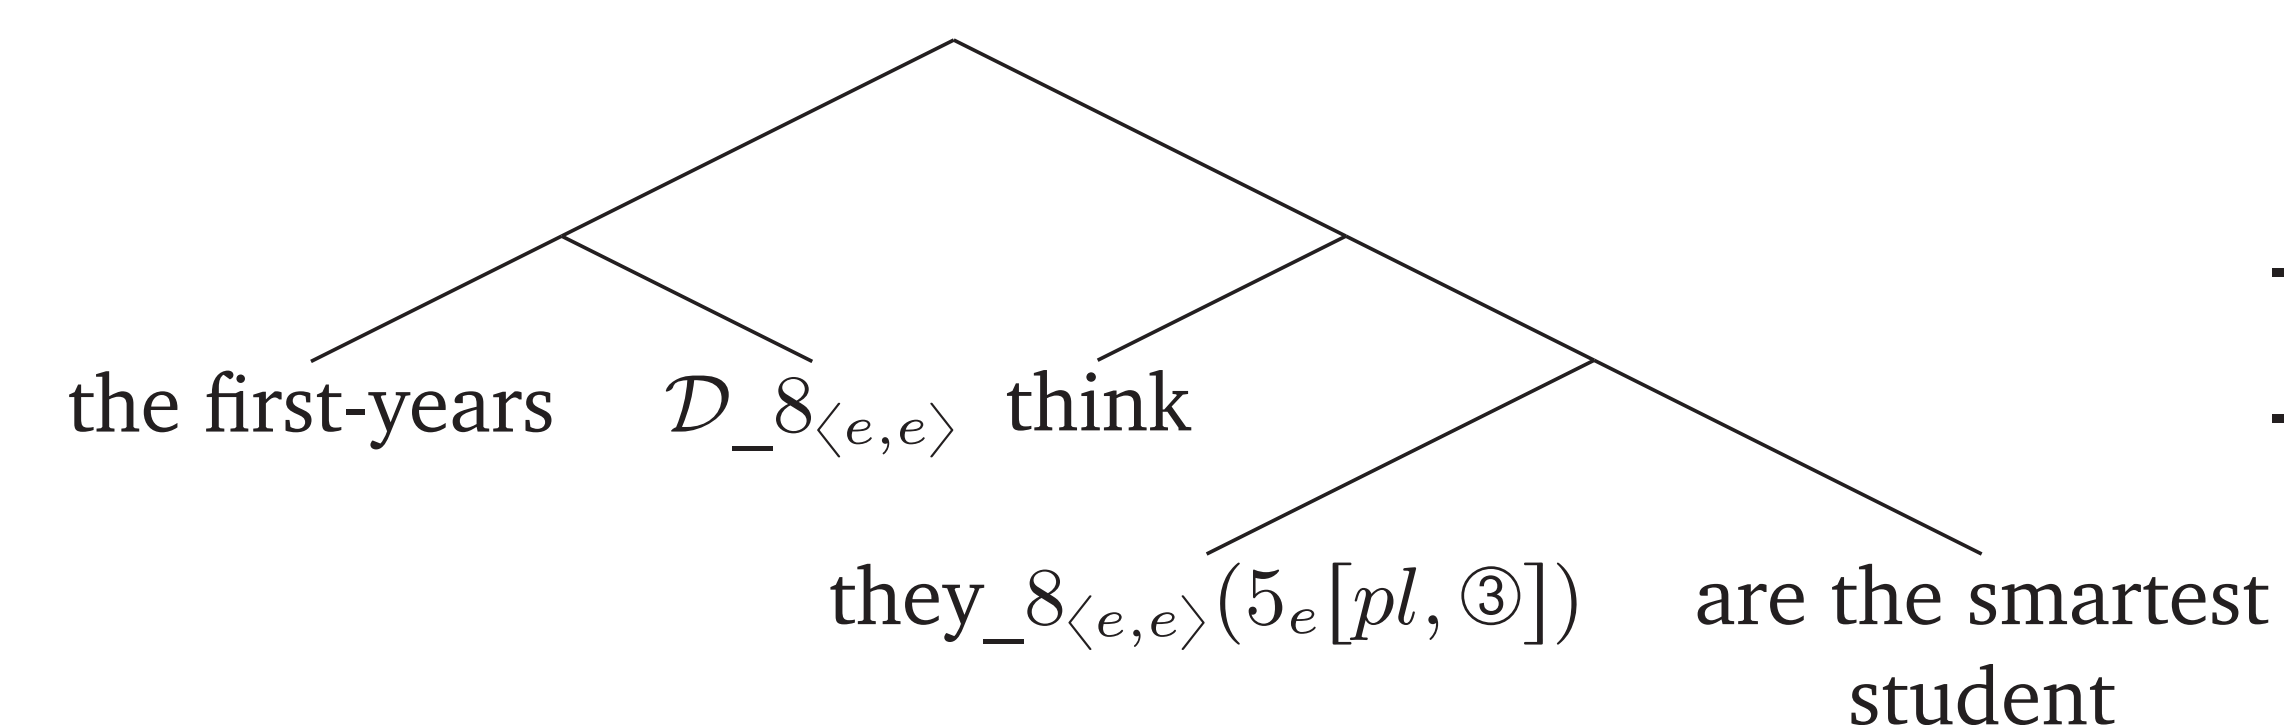 the first-years 𝒟_8⟨e,e⟩ think
they_8⟨e,e⟩(5e[pl, ③]) are the smartest
student